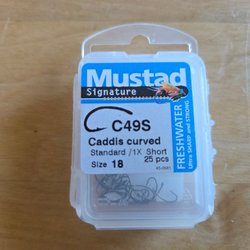 Mustad
Signature
C49S
Caddis curved
Standard /1X Short
25 pcs
Size 18
FRESHWATER
Ultra SHARP and STRONG